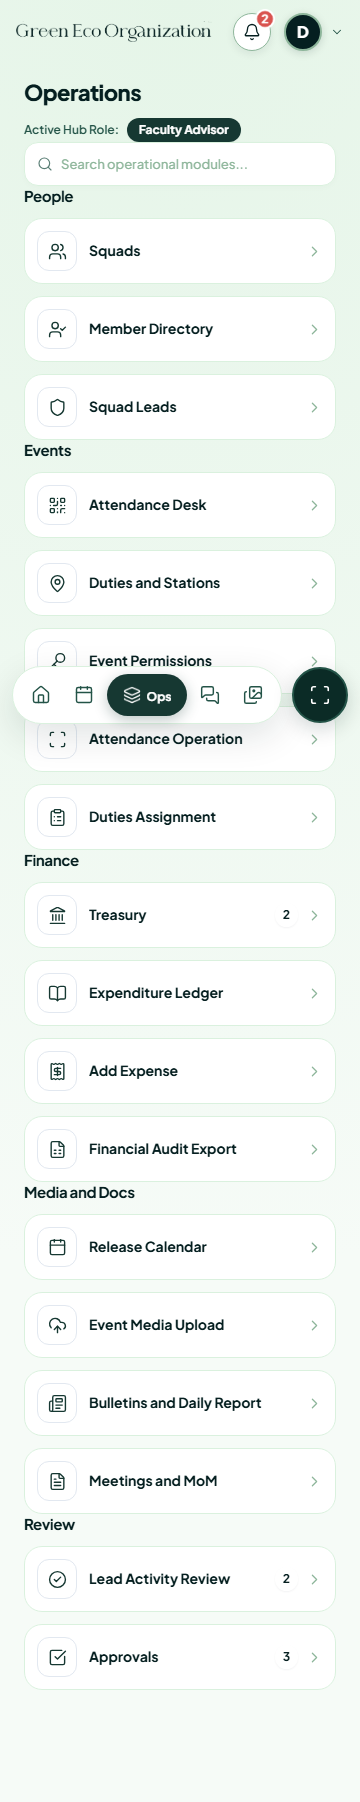 Green Eco Organization
2
D
Operations
Active Hub Role: Faculty Advisor
Search operational modules...
People
Squads
Member Directory
Squad Leads
Events
Attendance Desk
Duties and Stations
Event Permissions
Ops
Attendance Operation
Duties Assignment
Finance
Treasury 2
Expenditure Ledger
Add Expense
Financial Audit Export
Media and Docs
Release Calendar
Event Media Upload
Bulletins and Daily Report
Meetings and MoM
Review
Lead Activity Review 2
Approvals 3